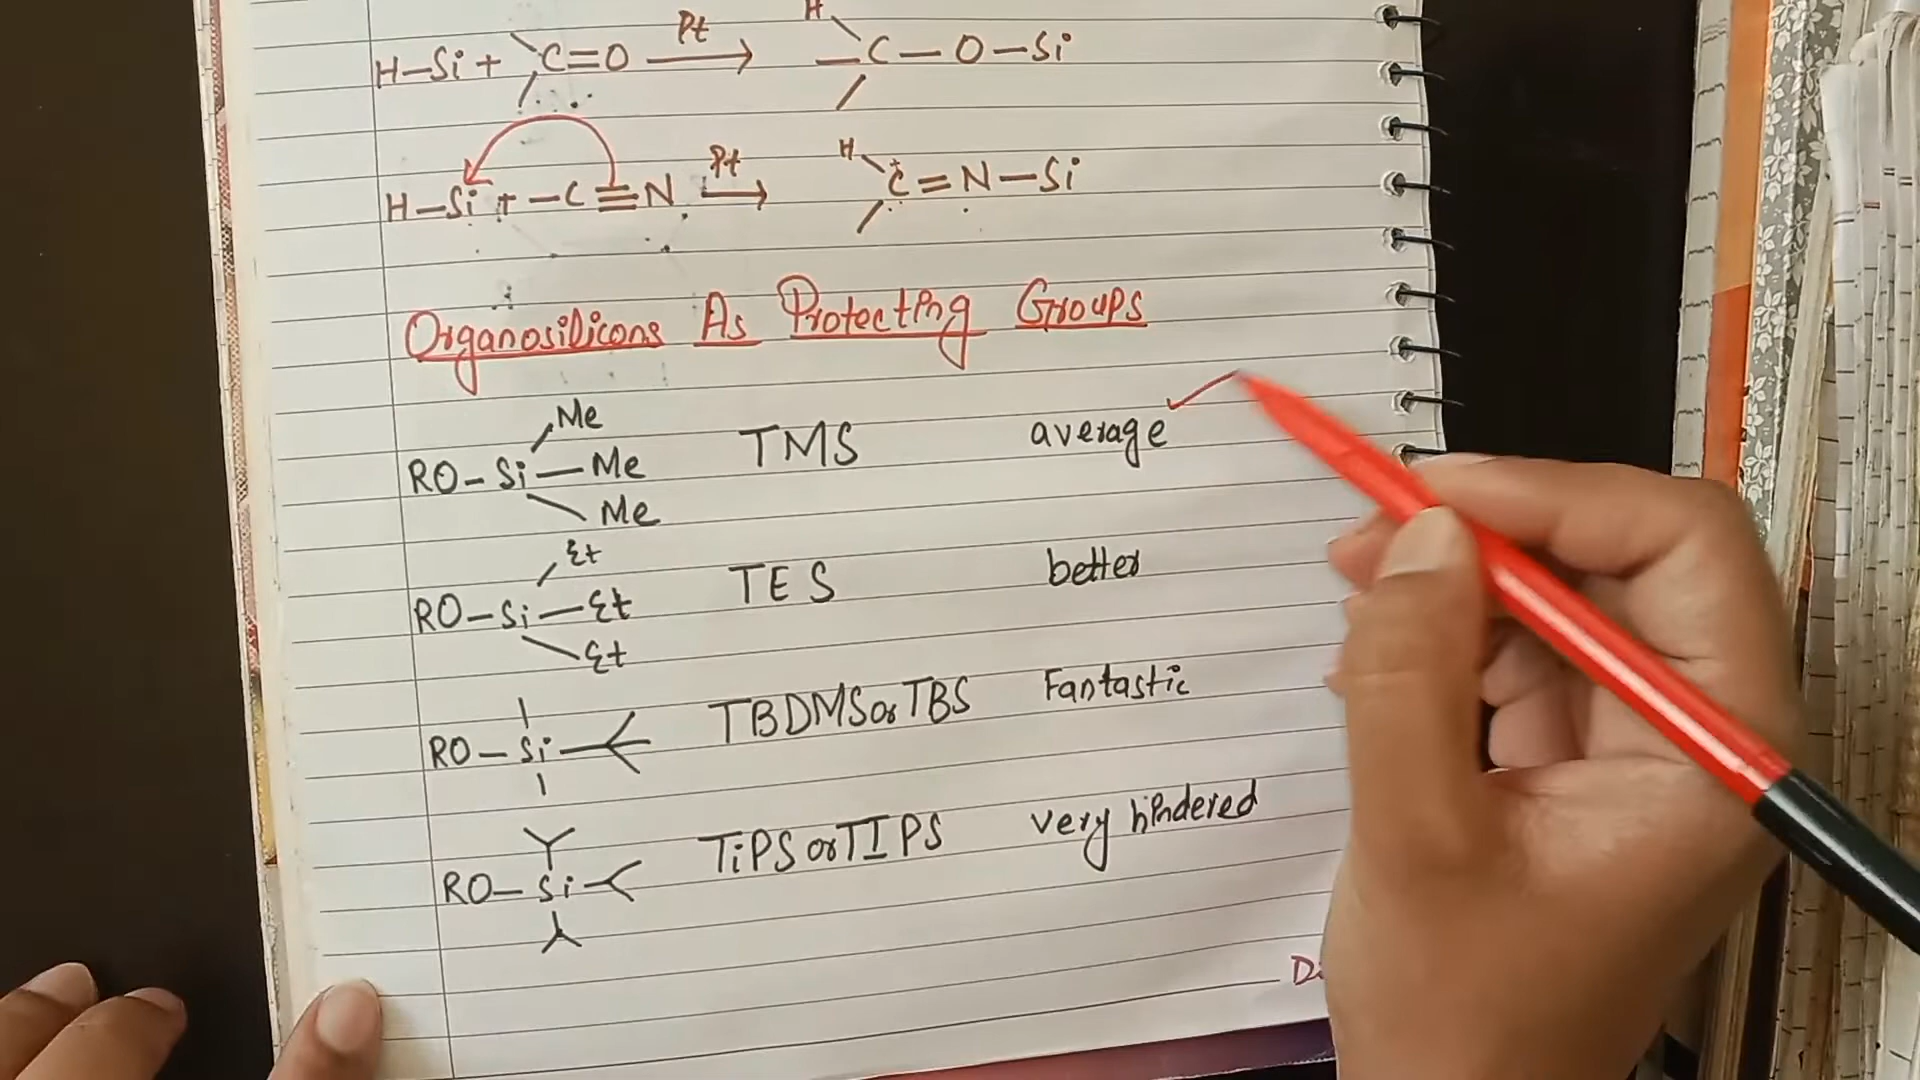 H
H-Si + C=O Pt → C-O-Si
H-Si + -C≡N Pt → H C=N-Si
Organosilicons As Protecting Groups
RO-Si-Me Me Me TMS average
RO-Si-Et Et Et TES better
RO-Si TBDMS or TBS Fantastic
RO-Si TiPS or TIPS very hindered